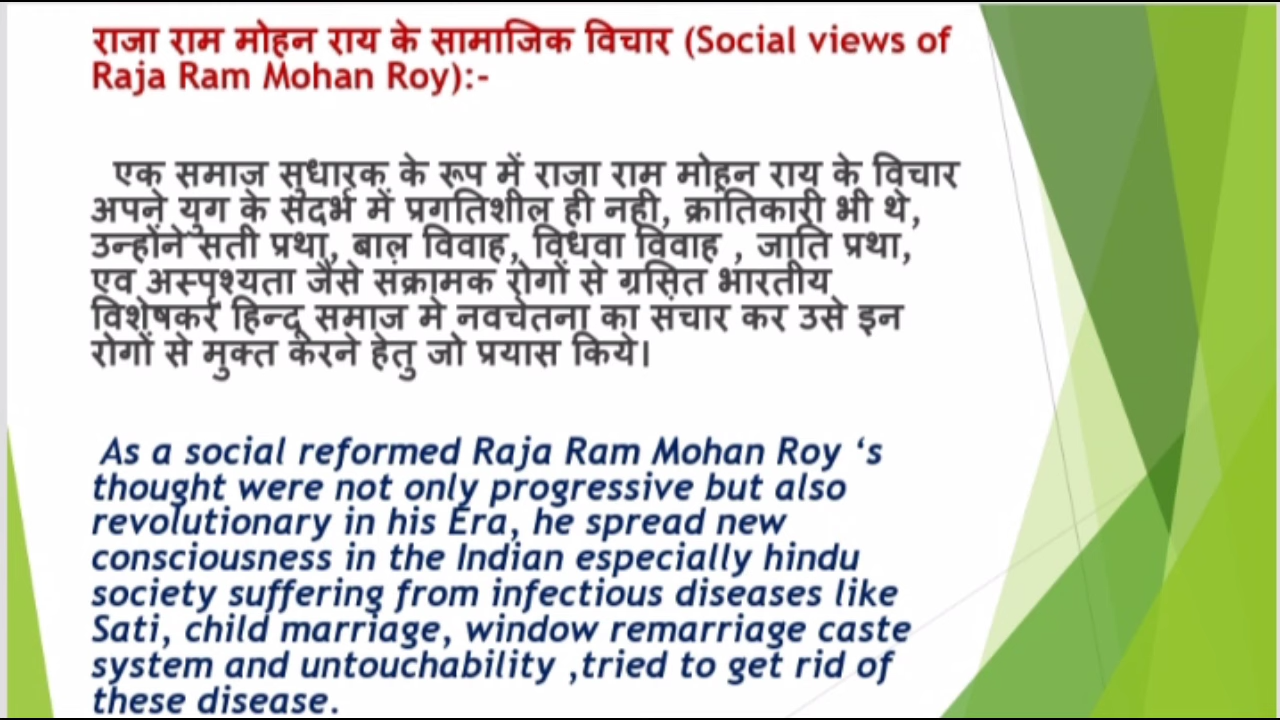 राजा राम मोहन राय के सामाजिक विचार (Social views of
Raja Ram Mohan Roy):-
एक समाज सुधारक के रूप में राजा राम मोहन राय के विचार
अपने युग के संदर्भ में प्रगतिशील ही नही, क्रांतिकारी भी थे,
उन्होंने सती प्रथा, बाल विवाह, विधवा विवाह , जाति प्रथा,
एवं अस्पृश्यता जैसे संक्रामक रोगों से ग्रसित भारतीय
विशेषकर हिन्दू समाज मे नवचेतना का संचार कर उसे इन
रोगों से मुक्त करने हेतु जो प्रयास किये।
As a social reformed Raja Ram Mohan Roy ‘s
thought were not only progressive but also
revolutionary in his Era, he spread new
consciousness in the Indian especially hindu
society suffering from infectious diseases like
Sati, child marriage, window remarriage caste
system and untouchability ,tried to get rid of
these disease.